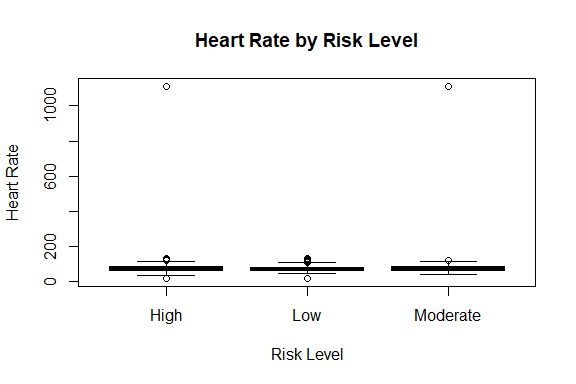 Heart Rate by Risk Level
Heart Rate
1000
600
200
0
High Low Moderate
Risk Level